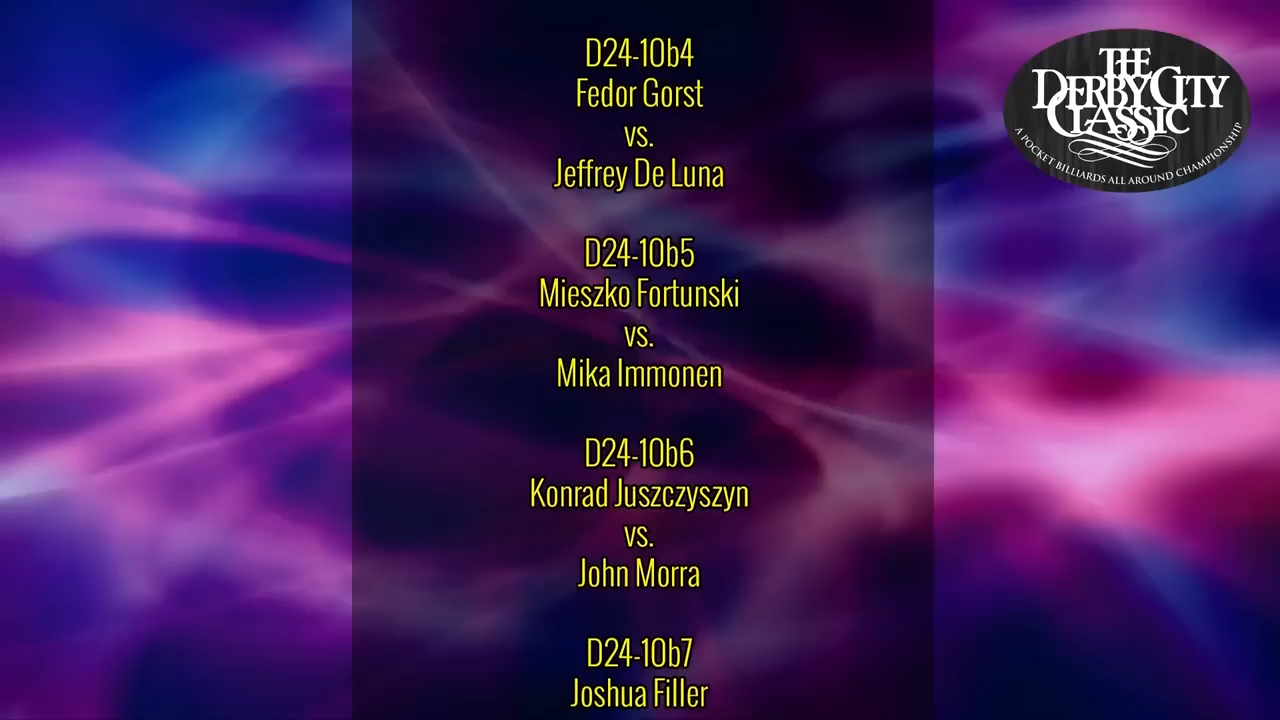 D24-10b4
Fedor Gorst
vs.
Jeffrey De Luna
D24-10b5
Mieszko Fortunski
vs.
Mika Immonen
D24-10b6
Konrad Juszczyszyn
vs.
John Morra
D24-10b7
Joshua Filler
THE
DERBY CITY
CLASSIC
A POCKET BILLIARDS ALL AROUND CHAMPIONSHIP